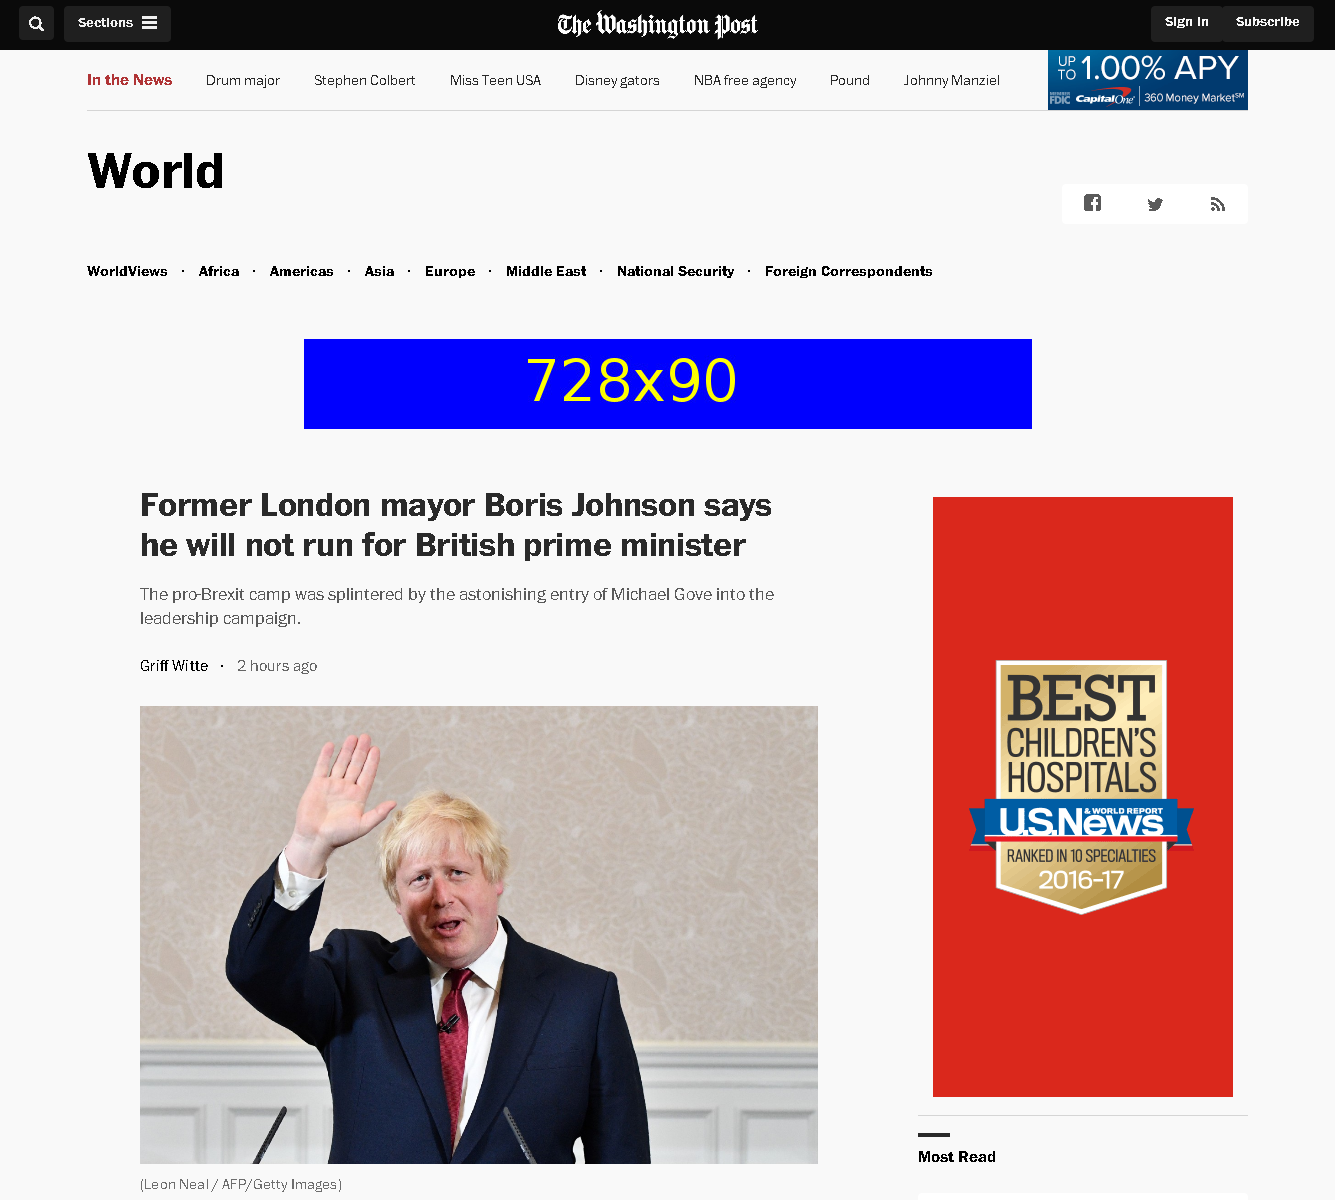 Sections
The Washington Post
Sign In
Subscribe
In the News
Drum major
Stephen Colbert
Miss Teen USA
Disney gators
NBA free agency
Pound
Johnny Manziel
UP TO 1.00% APY
MEMBER FDIC
Capital One
360 Money Market℠
World
WorldViews · Africa · Americas · Asia · Europe · Middle East · National Security · Foreign Correspondents
728x90
Former London mayor Boris Johnson says
he will not run for British prime minister
The pro-Brexit camp was splintered by the astonishing entry of Michael Gove into the
leadership campaign.
Griff Witte · 2 hours ago
(Leon Neal / AFP/Getty Images)
BEST
CHILDREN'S
HOSPITALS
U.S.News
& WORLD REPORT
RANKED IN 10 SPECIALTIES
2016-17
Most Read